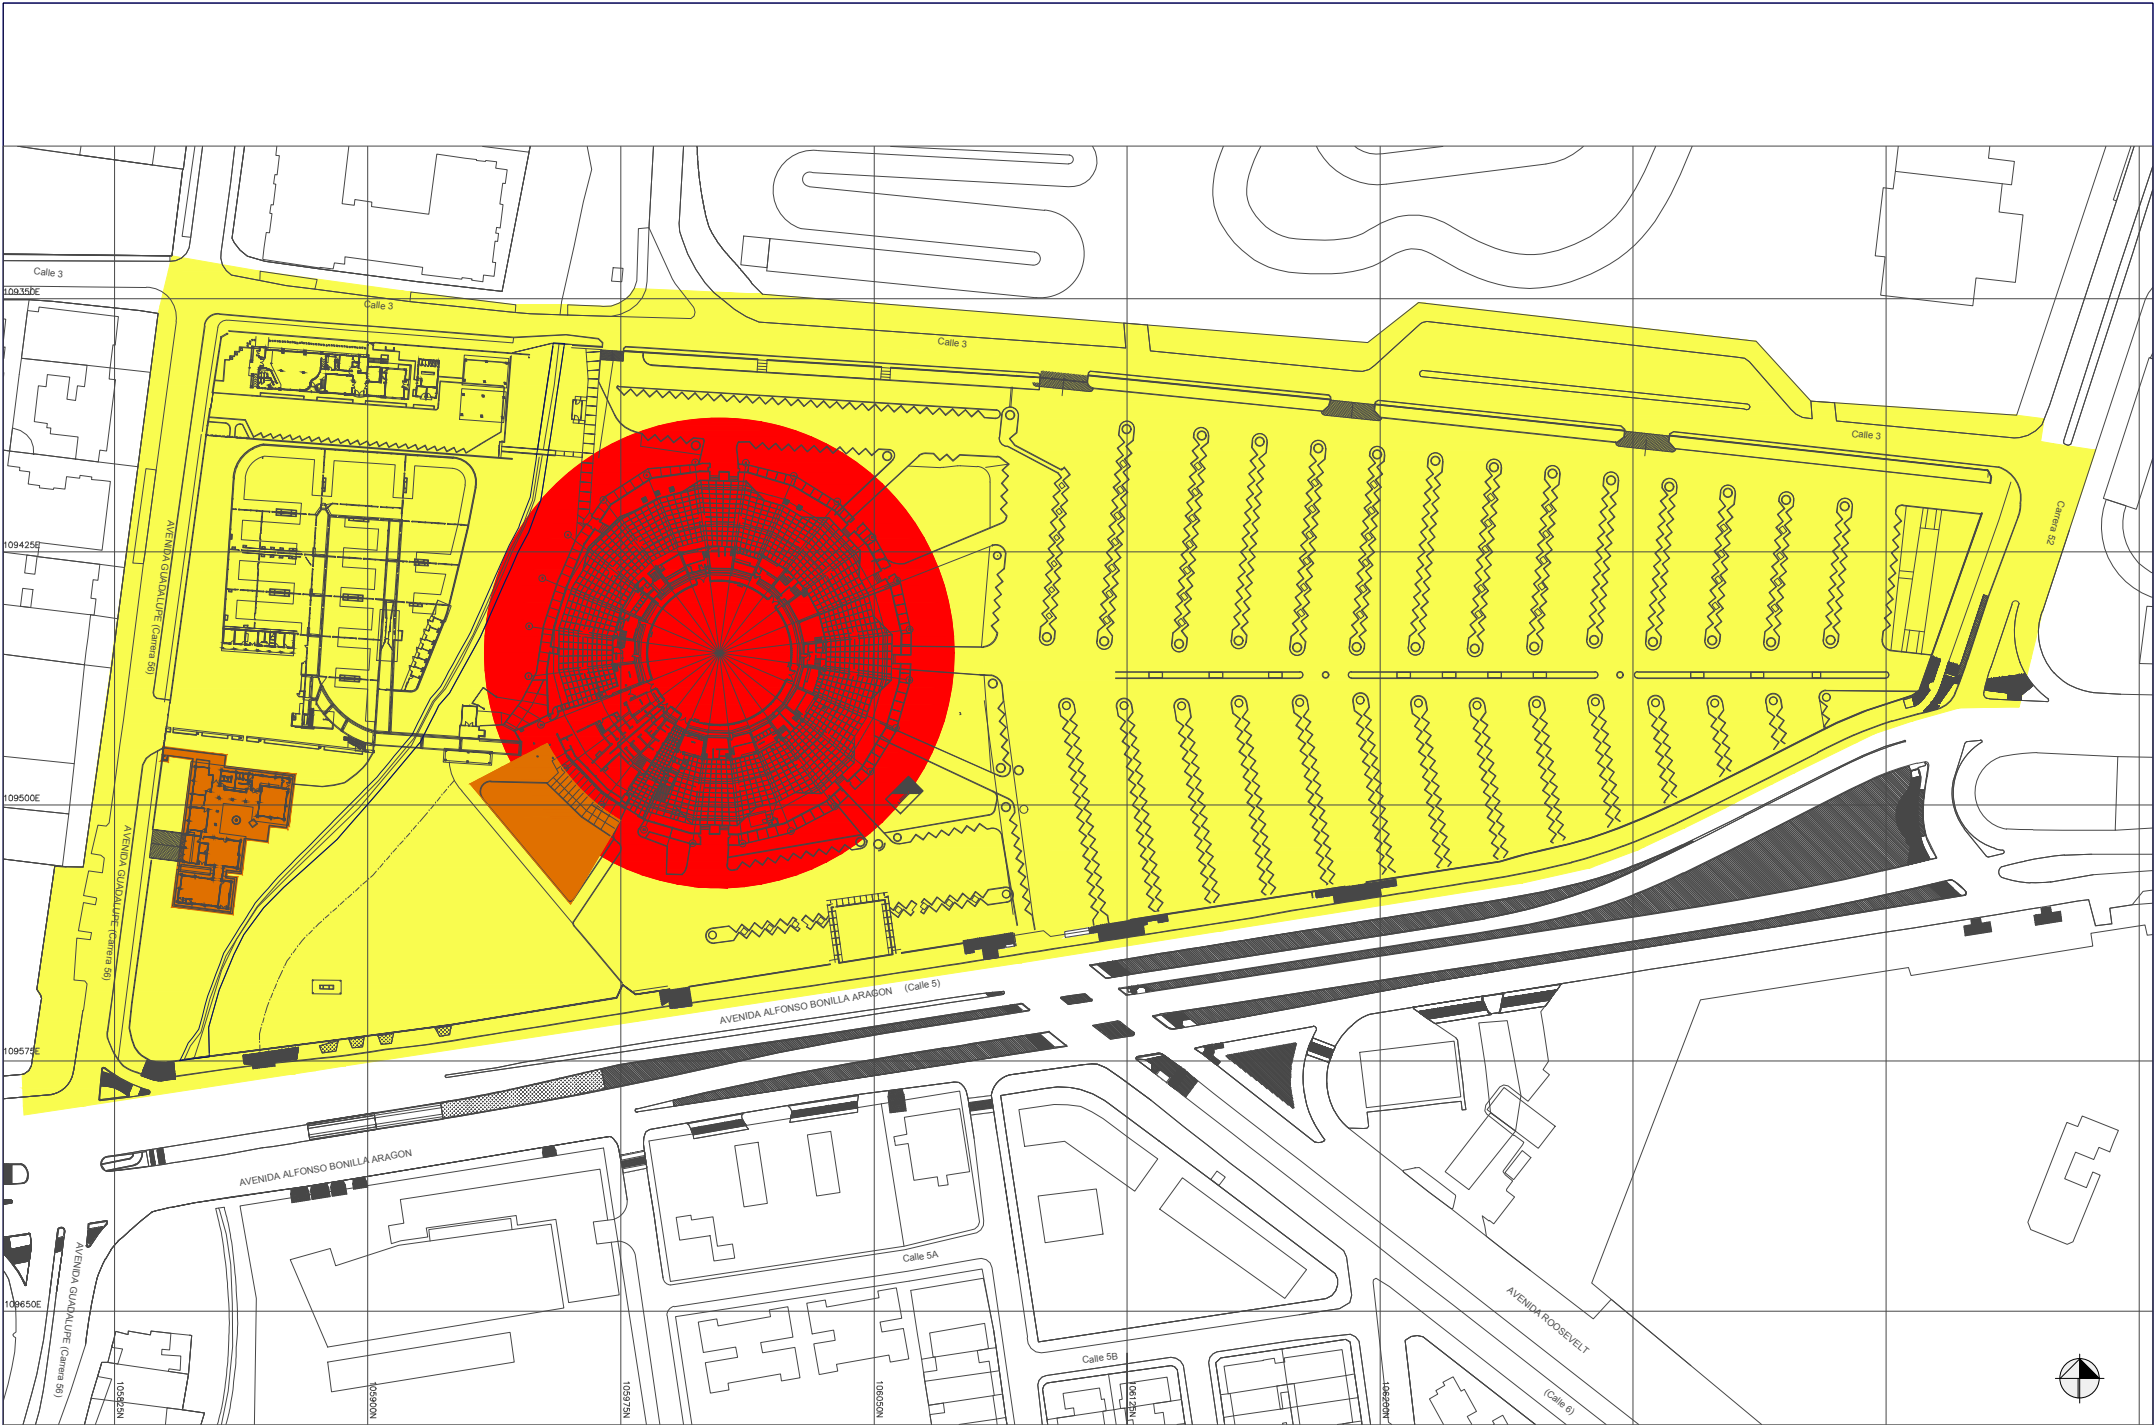 Calle 3
109350E
Calle 3
Calle 3
Calle 3
Carrera 52
109425E
AVENIDA GUADALUPE (Carrera 56)
109500E
AVENIDA GUADALUPE (Carrera 56)
AVENIDA ALFONSO BONILLA ARAGON (Calle 5)
109575E
AVENIDA ALFONSO BONILLA ARAGON
Calle 5A
109650E
AVENIDA GUADALUPE (Carrera 56)
AVENIDA ROOSEVELT
Calle 5B
(Calle 6)
105825N
105900N
105975N
106050N
106125N
106200N